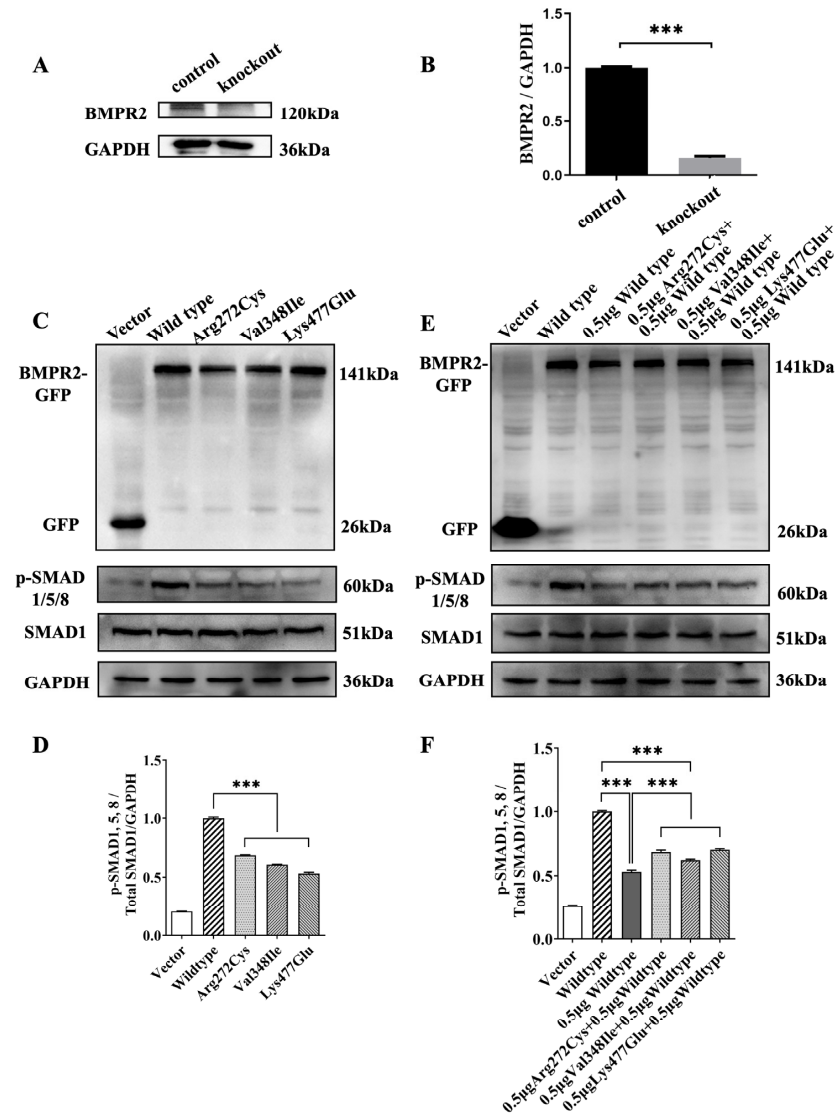 A
control
knockout
BMPR2
120kDa
GAPDH
36kDa
B
BMPR2 / GAPDH
***
1.0
0.5
0.0
control
knockout
C
Vector
Wild type
Arg272Cys
Val348Ile
Lys477Glu
BMPR2-
GFP
141kDa
GFP
26kDa
p-SMAD
1/5/8
60kDa
SMAD1
51kDa
GAPDH
36kDa
E
Vector
Wild type
0.5µg Wild type
0.5µg Arg272Cys+
0.5µg Wild type
0.5µg Val348Ile+
0.5µg Wild type
0.5µg Lys477Glu+
0.5µg Wild type
BMPR2-
GFP
141kDa
GFP
26kDa
p-SMAD
1/5/8
60kDa
SMAD1
51kDa
GAPDH
36kDa
D
p-SMAD1, 5, 8 /
Total SMAD1/GAPDH
1.5
1.0
0.5
0.0
***
Vector
Wildtype
Arg272Cys
Val348Ile
Lys477Glu
F
p-SMAD1, 5, 8 /
Total SMAD1/GAPDH
1.5
1.0
0.5
0.0
***
*** ***
Vector
Wildtype
0.5µg Wildtype
0.5µgArg272Cys+0.5µgWildtype
0.5µgVal348Ile+0.5µgWildtype
0.5µgLys477Glu+0.5µgWildtype